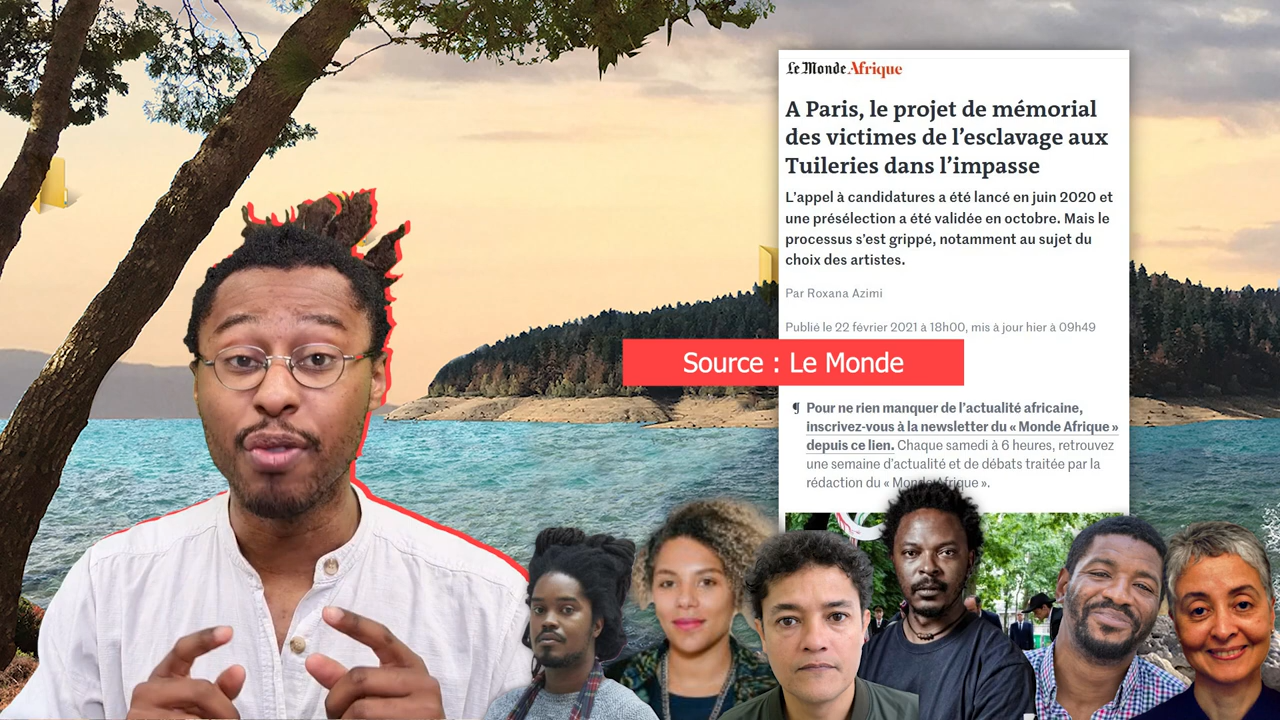 Le Monde Afrique
A Paris, le projet de mémorial
des victimes de l’esclavage aux
Tuileries dans l’impasse
L’appel à candidatures a été lancé en juin 2020 et
une présélection a été validée en octobre. Mais le
processus s’est grippé, notamment au sujet du
choix des artistes.
Par Roxana Azimi
Publié le 22 février 2021 à 18h00, mis à jour hier à 09h49
Source : Le Monde
¶ Pour ne rien manquer de l’actualité africaine,
inscrivez-vous à la newsletter du « Monde Afrique »
depuis ce lien. Chaque samedi à 6 heures, retrouvez
une semaine d’actualité et de débats traitée par la
rédaction du « Monde Afrique ».